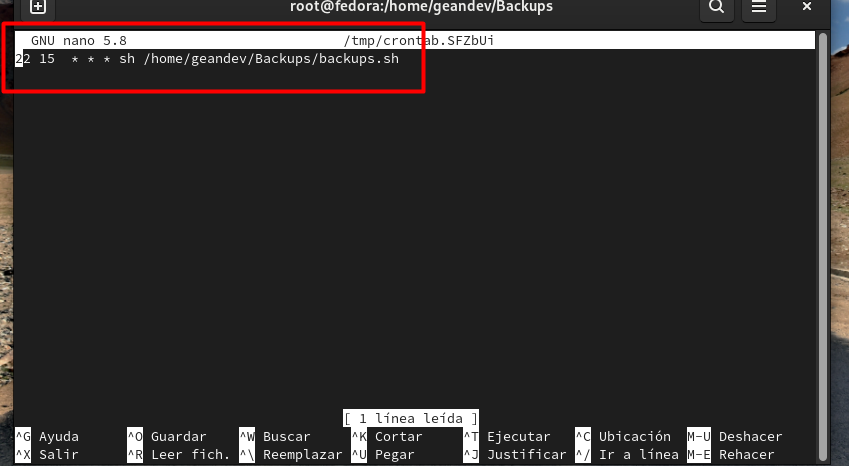 root@fedora:/home/geandev/Backups
GNU nano 5.8 /tmp/crontab.SFZbUi
22 15  * * * sh /home/geandev/Backups/backups.sh
[ 1 línea leída ]
^G Ayuda ^O Guardar ^W Buscar ^K Cortar ^T Ejecutar ^C Ubicación M-U Deshacer
^X Salir ^R Leer fich. ^\ Reemplazar ^U Pegar ^J Justificar ^/ Ir a línea M-E Rehacer